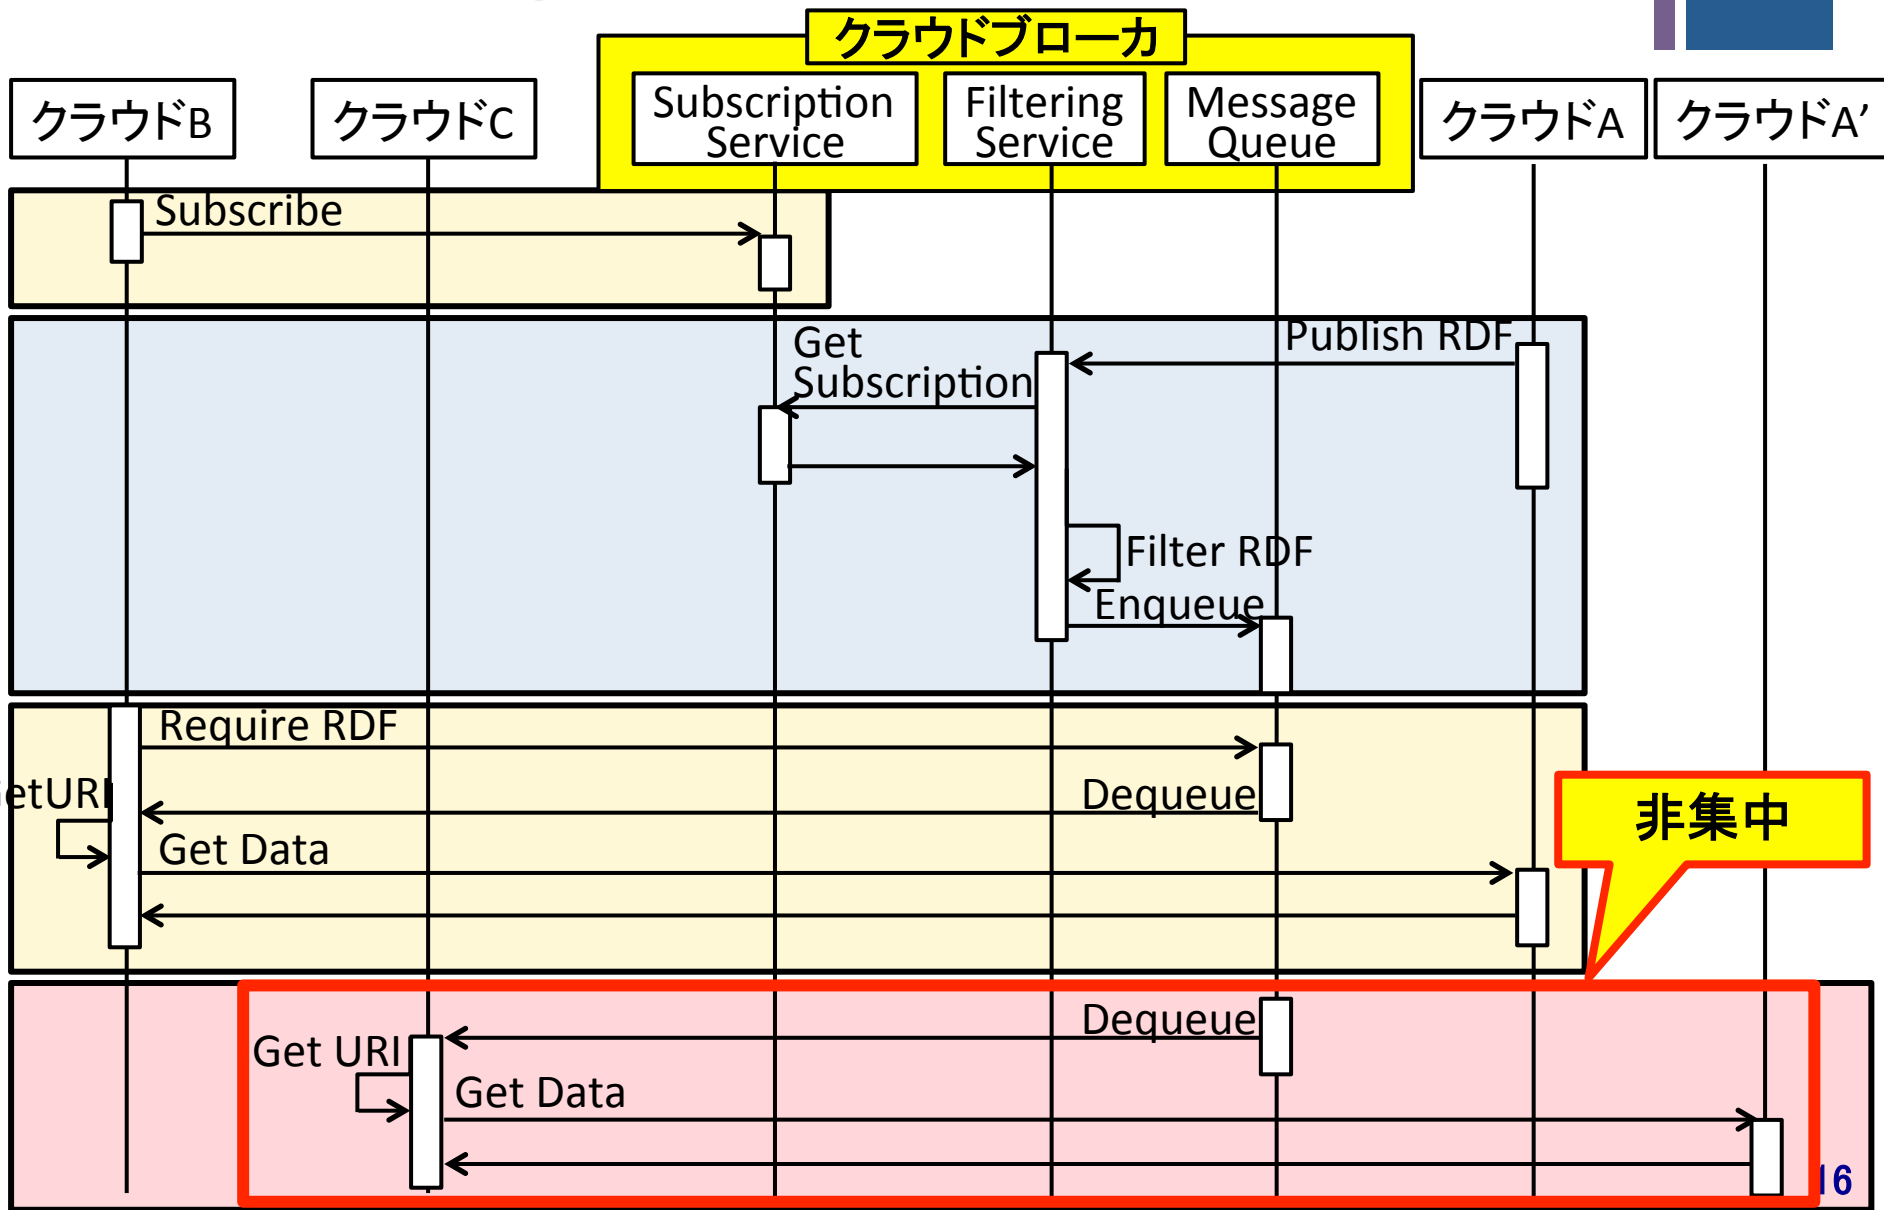 クラウドブローカ
クラウドB
クラウドC
Subscription
Service
Filtering
Service
Message
Queue
クラウドA
クラウドA’
Subscribe
Publish RDF
Get
Subscription
Filter RDF
Enqueue
Require RDF
etURI
Dequeue
Get Data
非集中
Dequeue
Get URI
Get Data
16